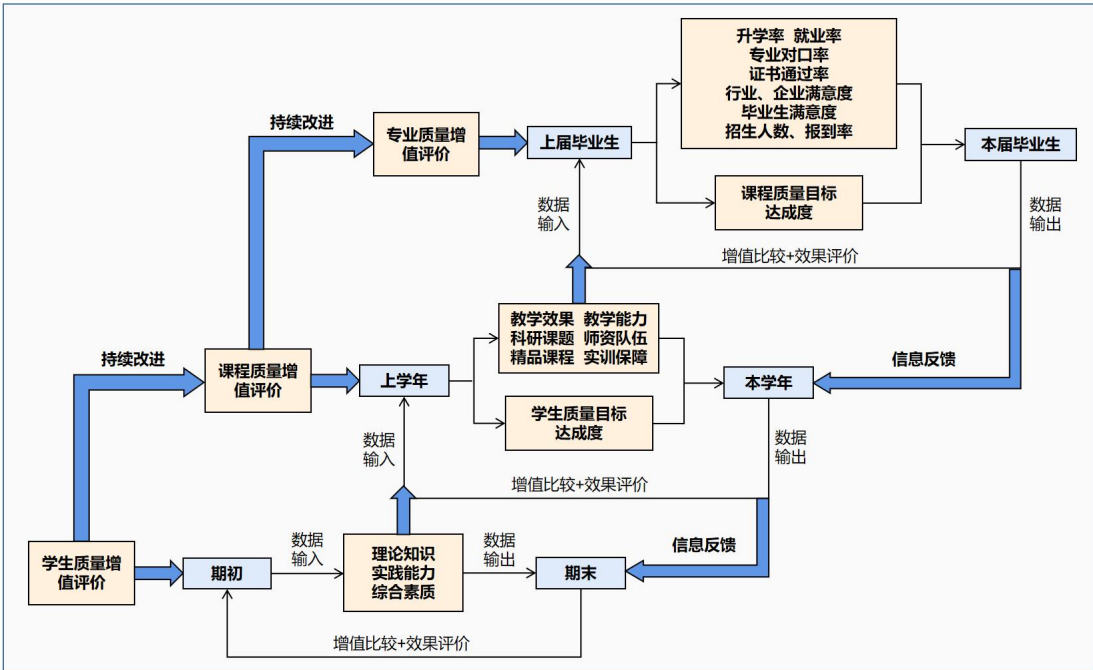 升学率 就业率
专业对口率
证书通过率
行业、企业满意度
毕业生满意度
招生人数、报到率
持续改进
专业质量增
值评价
上届毕业生
本届毕业生
课程质量目标
达成度
数据
输入
数据
输出
增值比较+效果评价
教学效果 教学能力
科研课题 师资队伍
精品课程 实训保障
持续改进
课程质量增
值评价
上学年
本学年
信息反馈
学生质量目标
达成度
数据
输入
数据
输出
增值比较+效果评价
学生质量增
值评价
期初
数据
输入
理论知识
实践能力
综合素质
数据
输出
期末
信息反馈
增值比较+效果评价